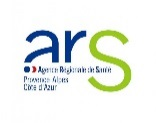 ars
Agence Régionale de Santé
Provence-Alpes
Côte d'Azur